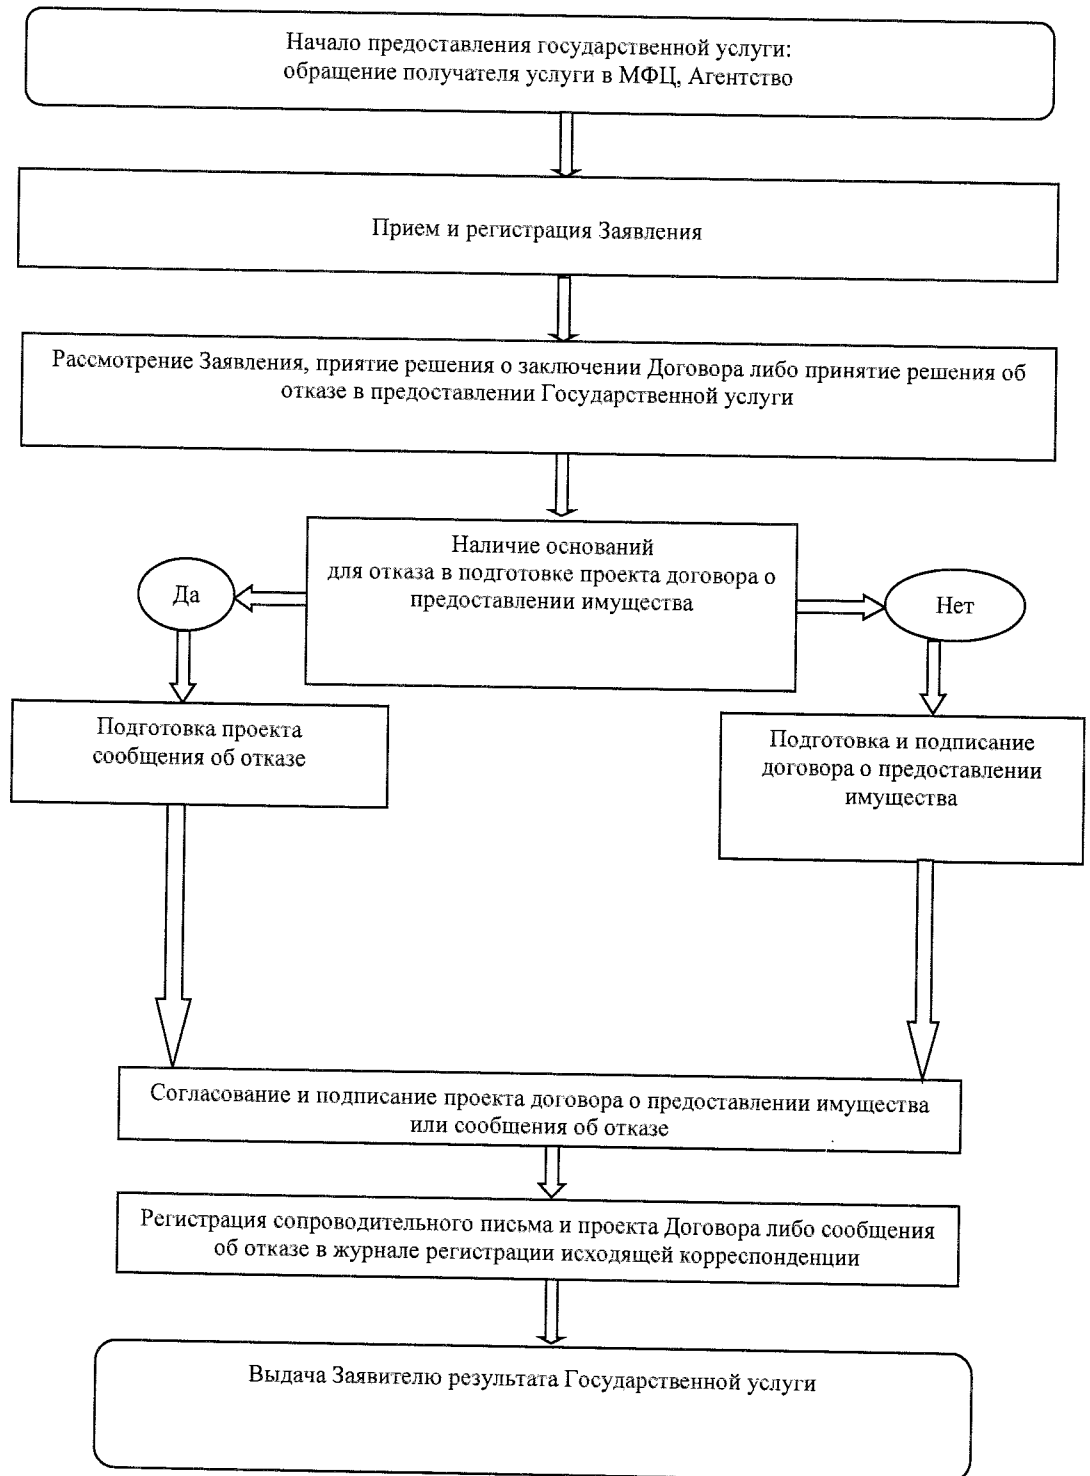 Начало предоставления государственной услуги:
обращение получателя услуги в МФЦ, Агентство
Прием и регистрация Заявления
Рассмотрение Заявления, приятие решения о заключении Договора либо принятие решения об
отказе в предоставлении Государственной услуги
Наличие оснований
для отказа в подготовке проекта договора о
предоставлении имущества
Да
Нет
Подготовка проекта
сообщения об отказе
Подготовка и подписание
договора о предоставлении
имущества
Согласование и подписание проекта договора о предоставлении имущества
или сообщения об отказе
Регистрация сопроводительного письма и проекта Договора либо сообщения
об отказе в журнале регистрации исходящей корреспонденции
Выдача Заявителю результата Государственной услуги